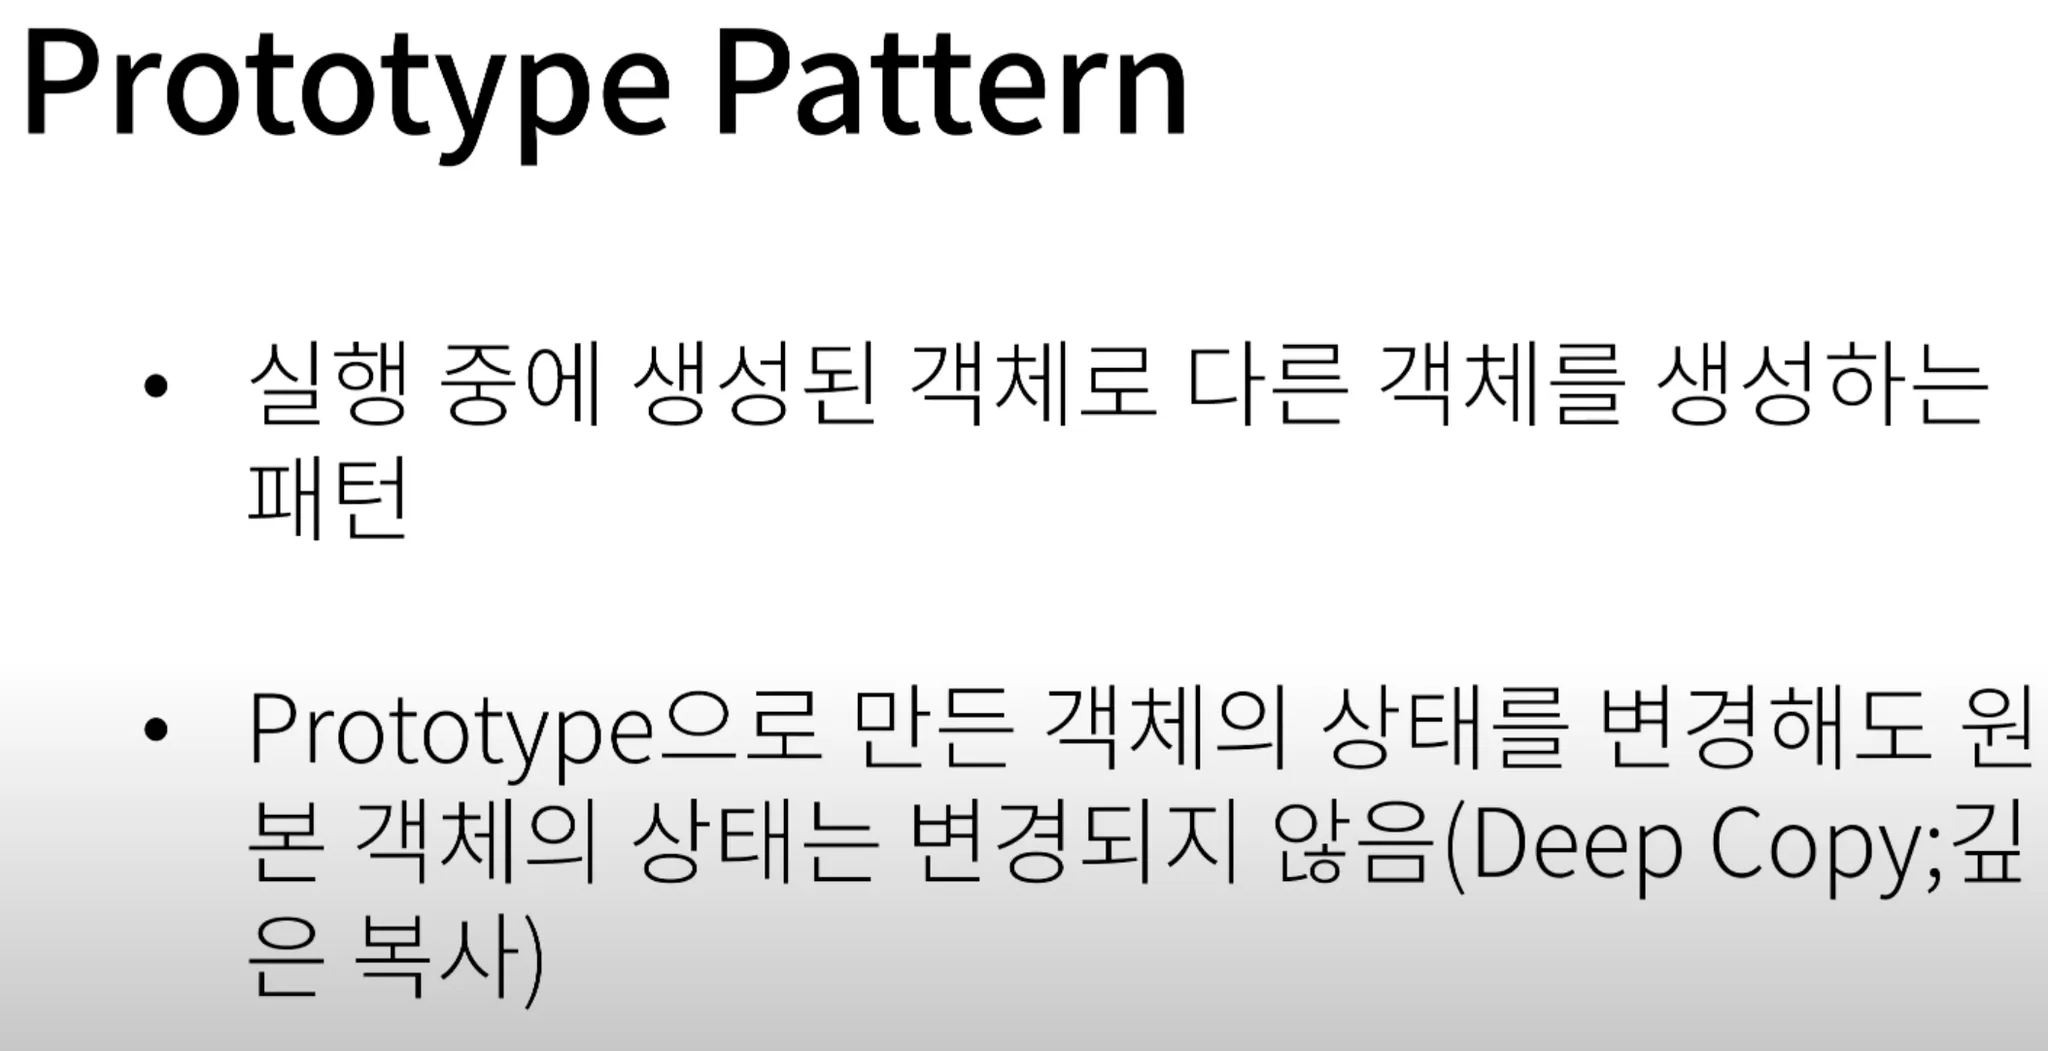 Prototype Pattern
• 실행 중에 생성된 객체로 다른 객체를 생성하는
패턴
• Prototype으로 만든 객체의 상태를 변경해도 원
본 객체의 상태는 변경되지 않음(Deep Copy;깊
은 복사)